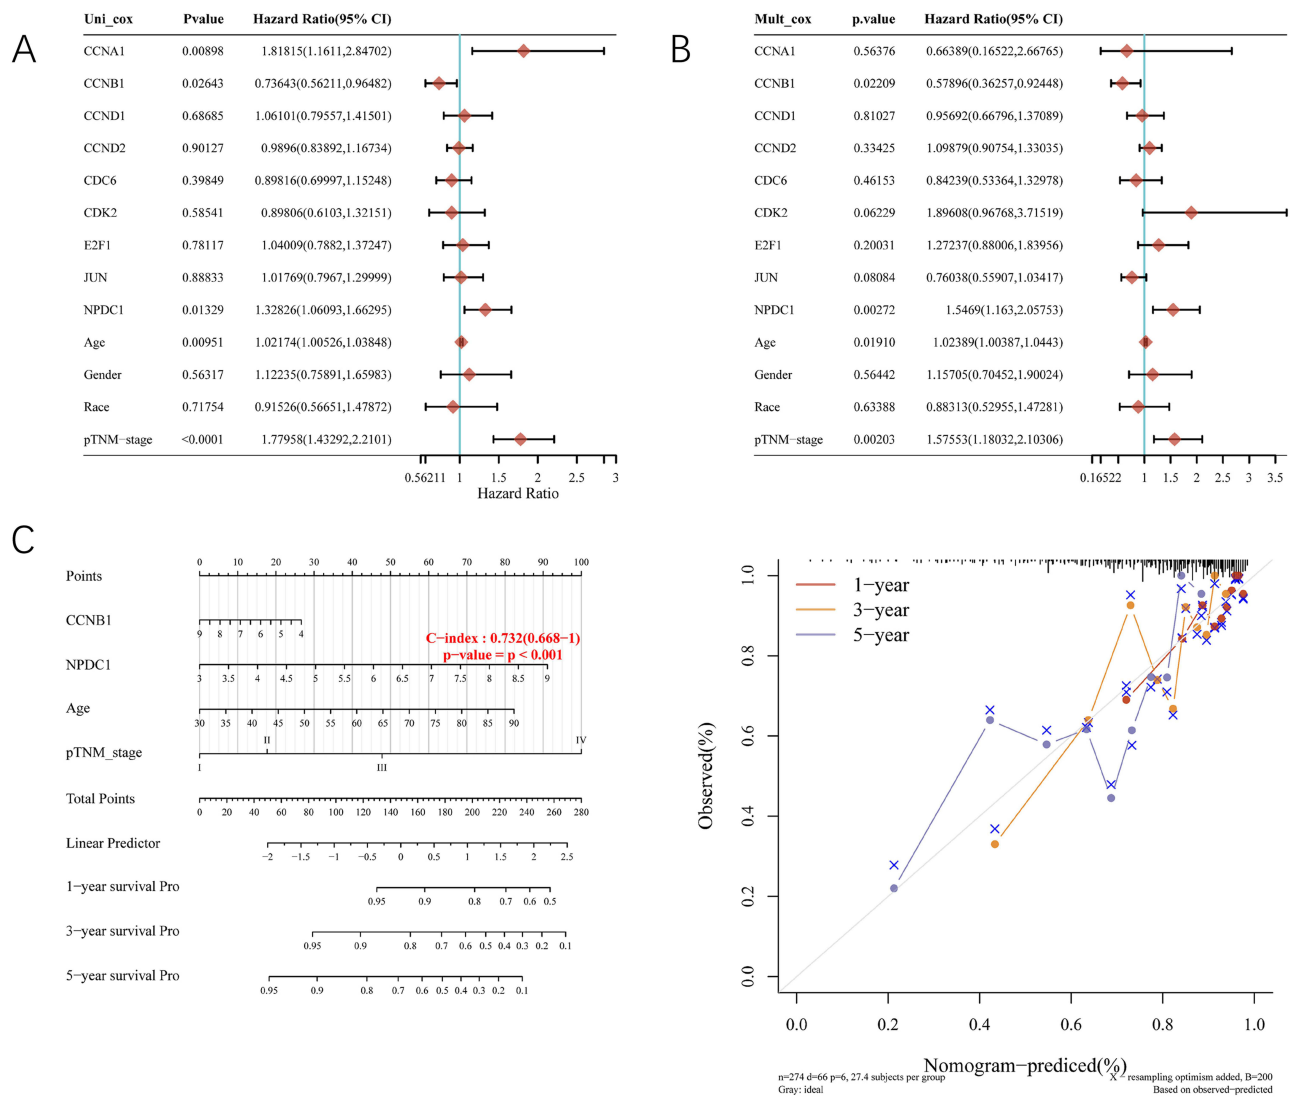 A
Uni_cox Pvalue Hazard Ratio(95% CI)
CCNA1 0.00898 1.81815(1.1611,2.84702)
CCNB1 0.02643 0.73643(0.56211,0.96482)
CCND1 0.68685 1.06101(0.79557,1.41501)
CCND2 0.90127 0.9896(0.83892,1.16734)
CDC6 0.39849 0.89816(0.69997,1.15248)
CDK2 0.58541 0.89806(0.6103,1.32151)
E2F1 0.78117 1.04009(0.7882,1.37247)
JUN 0.88833 1.01769(0.7967,1.29999)
NPDC1 0.01329 1.32826(1.06093,1.66295)
Age 0.00951 1.02174(1.00526,1.03848)
Gender 0.56317 1.12235(0.75891,1.65983)
Race 0.71754 0.91526(0.56651,1.47872)
pTNM−stage <0.0001 1.77958(1.43292,2.2101)
0.56211 1 1.5 2 2.5 3
Hazard Ratio
B
Mult_cox p.value Hazard Ratio(95% CI)
CCNA1 0.56376 0.66389(0.16522,2.66765)
CCNB1 0.02209 0.57896(0.36257,0.92448)
CCND1 0.81027 0.95692(0.66796,1.37089)
CCND2 0.33425 1.09879(0.90754,1.33035)
CDC6 0.46153 0.84239(0.53364,1.32978)
CDK2 0.06229 1.89608(0.96768,3.71519)
E2F1 0.20031 1.27237(0.88006,1.83956)
JUN 0.08084 0.76038(0.55907,1.03417)
NPDC1 0.00272 1.5469(1.163,2.05753)
Age 0.01910 1.02389(1.00387,1.0443)
Gender 0.56442 1.15705(0.70452,1.90024)
Race 0.63388 0.88313(0.52955,1.47281)
pTNM−stage 0.00203 1.57553(1.18032,2.10306)
0.16522 1 1.5 2 2.5 3 3.5
C
0 10 20 30 40 50 60 70 80 90 100
Points
CCNB1
9 8 7 6 5 4
C−index : 0.732(0.668−1)
p−value = p < 0.001
NPDC1
3 3.5 4 4.5 5 5.5 6 6.5 7 7.5 8 8.5 9
Age
30 35 40 45 50 55 60 65 70 75 80 85 90
II IV
pTNM_stage
I III
Total Points
0 20 40 60 80 100 120 140 160 180 200 220 240 260 280
Linear Predictor
−2 −1.5 −1 −0.5 0 0.5 1 1.5 2 2.5
1−year survival Pro
0.95 0.9 0.8 0.7 0.6 0.5
3−year survival Pro
0.95 0.9 0.8 0.7 0.6 0.5 0.4 0.3 0.2 0.1
5−year survival Pro
0.95 0.9 0.8 0.7 0.6 0.5 0.4 0.3 0.2 0.1
1−year
3−year
5−year
1.0
0.8
0.6
0.4
0.2
0.0
Observed(%)
0.0 0.2 0.4 0.6 0.8 1.0
Nomogram−prediced(%)
n=274 d=66 p=6, 27.4 subjects per group
Gray: ideal
X − resampling optimism added, B=200
Based on observed−predicted